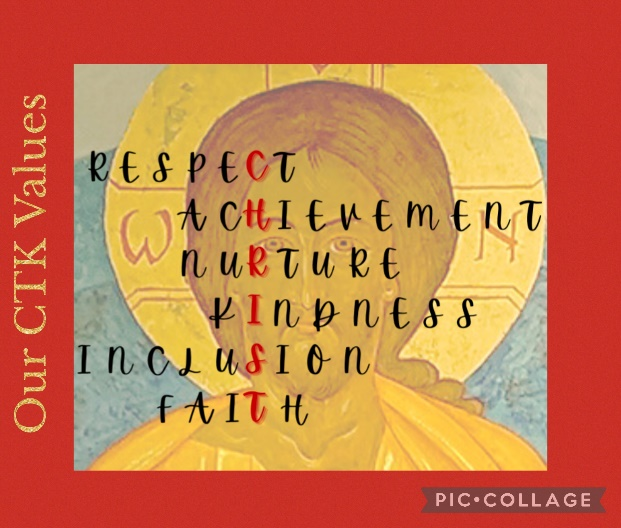 Our CTK Values
RESPECT
ACHIEVEMENT
NURTURE
KINDNESS
INCLUSION
FAITH
ω
N
PIC•COLLAGE